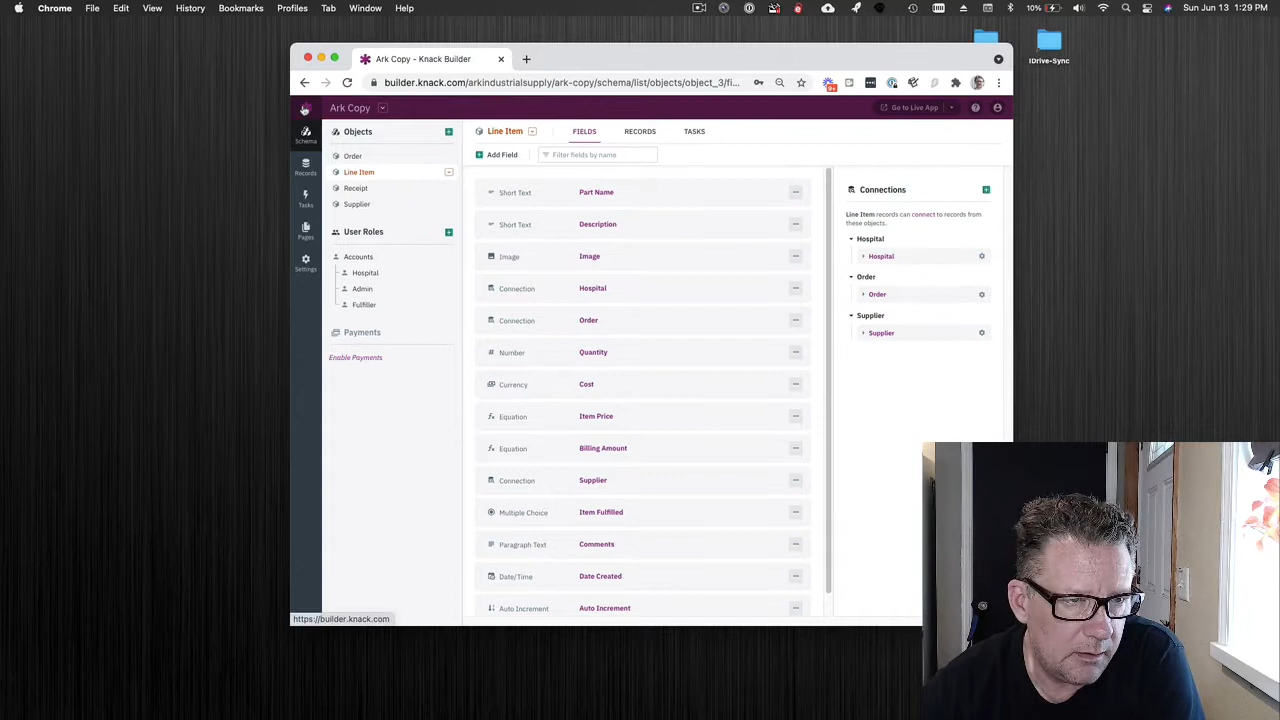 Chrome File Edit View History Bookmarks Profiles Tab Window Help
10% Sun Jun 13 1:29 PM
IDrive-Sync
Ark Copy - Knack Builder
builder.knack.com/arkindustrialsupply/ark-copy/schema/list/objects/object_3/fi...
9+
Ark Copy
Go to Live App
Schema
Records
Tasks
Pages
Settings
Objects
Order
Line Item
Receipt
Supplier
User Roles
Accounts
Hospital
Admin
Fulfiller
Payments
Enable Payments
Line Item
FIELDS RECORDS TASKS
Add Field Filter fields by name
Short Text Part Name
Short Text Description
Image Image
Connection Hospital
Connection Order
Number Quantity
Currency Cost
Equation Item Price
Equation Billing Amount
Connection Supplier
Multiple Choice Item Fulfilled
Paragraph Text Comments
Date/Time Date Created
Auto Increment Auto Increment
Connections
Line Item records can connect to records from
these objects.
Hospital
Hospital
Order
Order
Supplier
Supplier
https://builder.knack.com